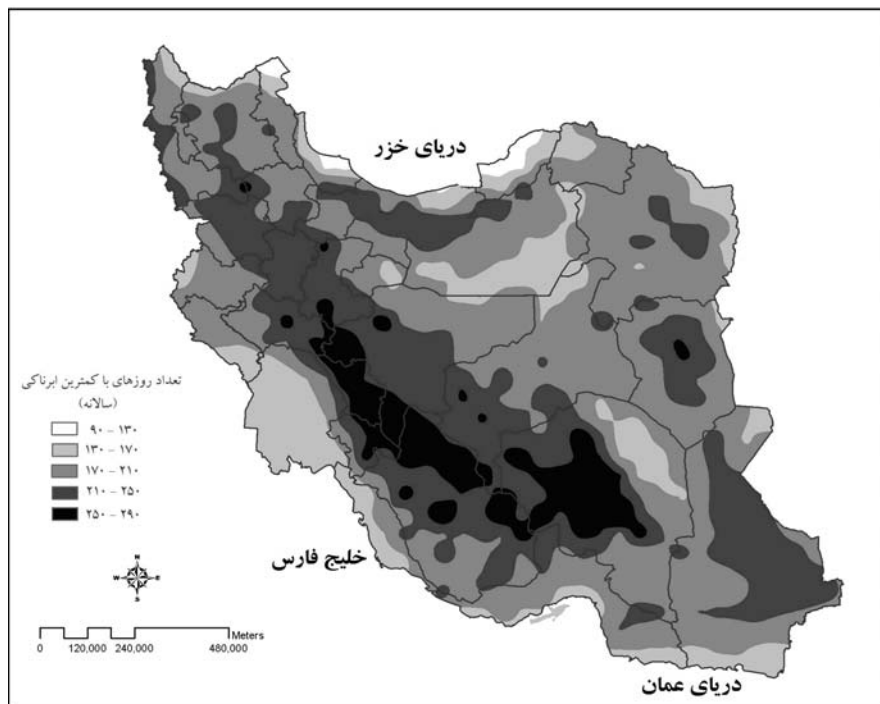 دریای خزر
تعداد روزهای با کمترین ابرناکی
(سالانه)
۹۰ - ۱۳۰
۱۳۰ - ۱۷۰
۱۷۰ - ۲۱۰
۲۱۰ - ۲۵۰
۲۵۰ - ۲۹۰
خلیج فارس
N
W E
S
Meters
0 120,000 240,000 480,000
دریای عمان